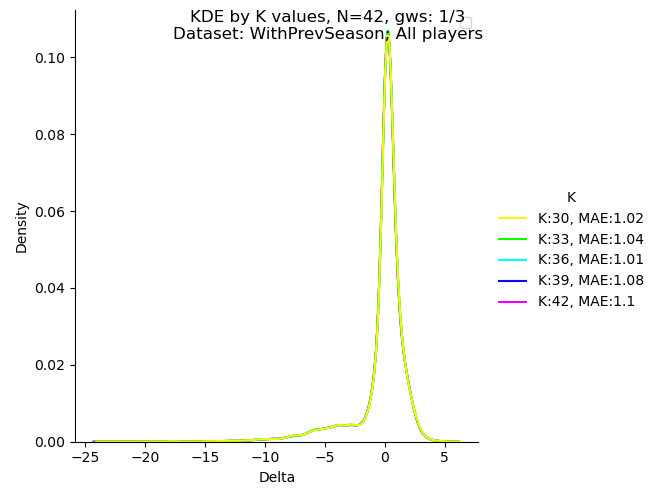 KDE by K values, N=42, gws: 1/3
Dataset: WithPrevSeason, All players
0.10
0.08
0.06
0.04
0.02
0.00
Density
−25
−20
−15
−10
−5
0
5
Delta
K
K:30, MAE:1.02
K:33, MAE:1.04
K:36, MAE:1.01
K:39, MAE:1.08
K:42, MAE:1.1